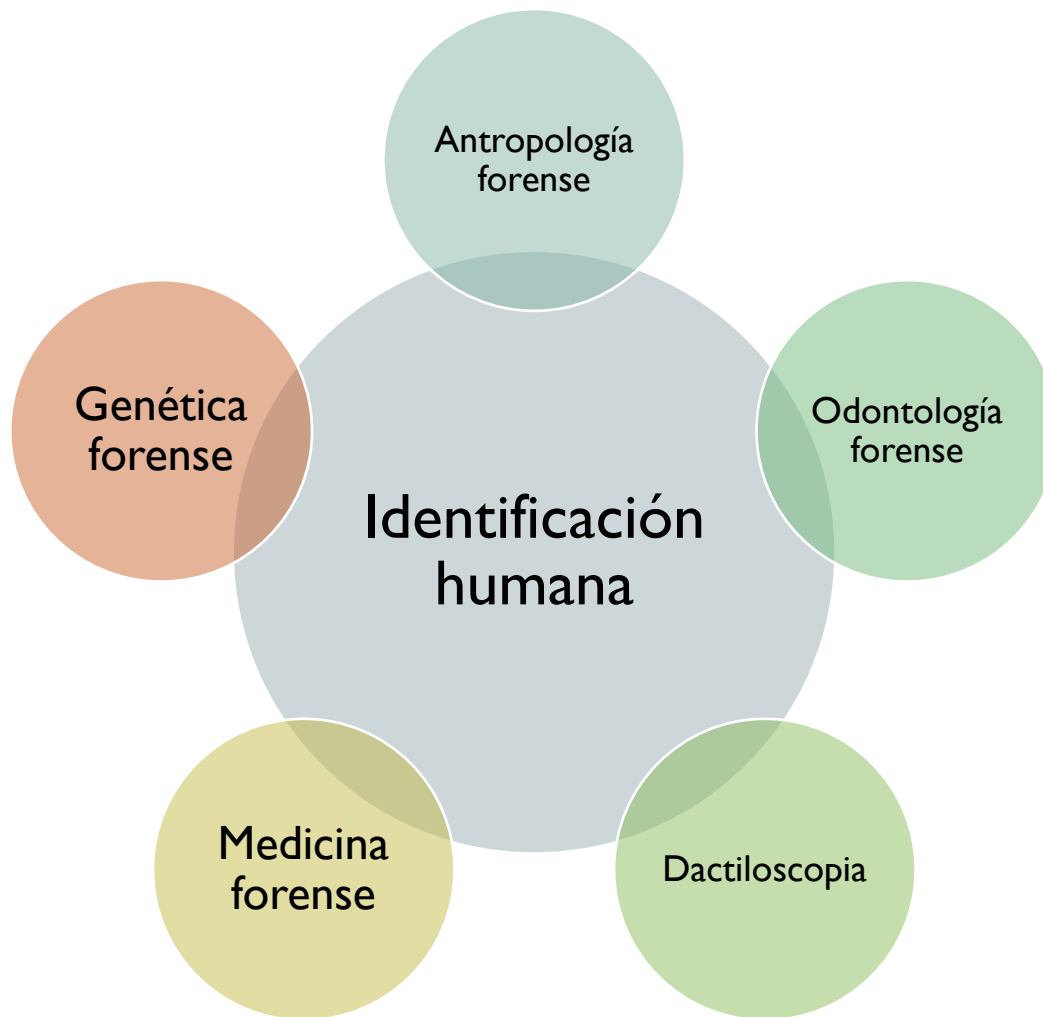 Antropología
forense
Genética
forense
Odontología
forense
Identificación
humana
Medicina
forense
Dactiloscopia